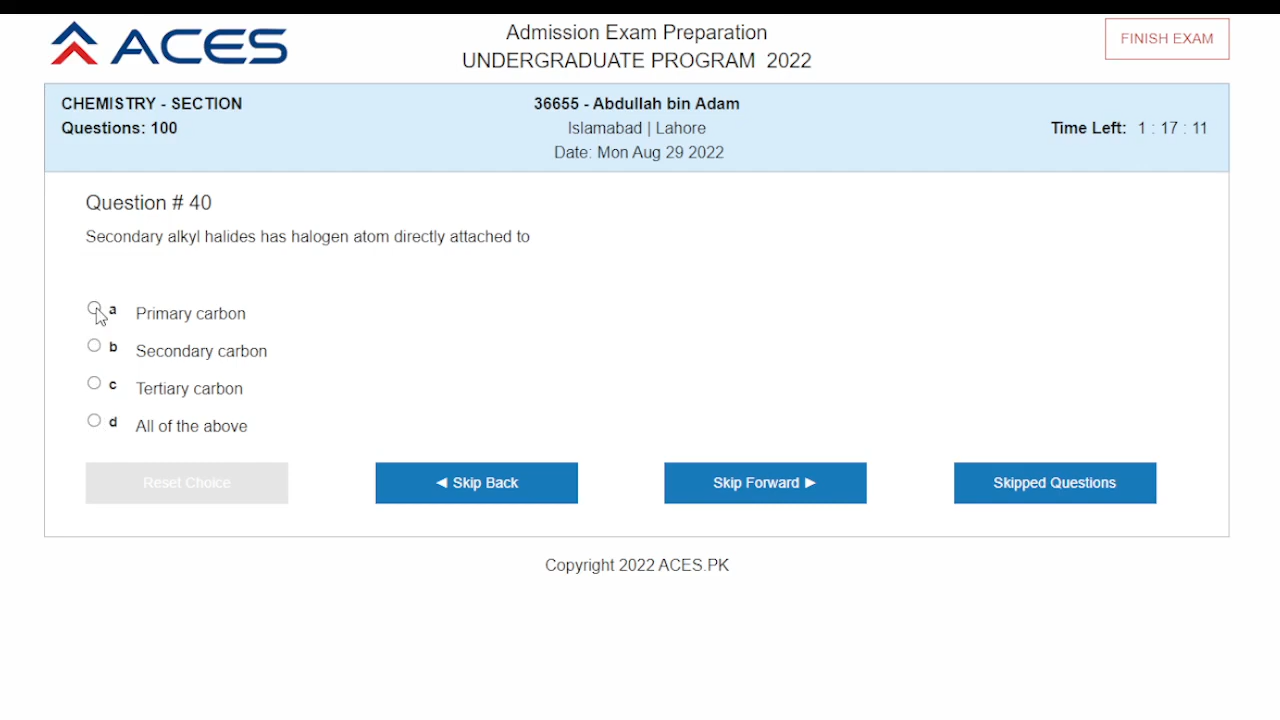 ACES
Admission Exam Preparation
UNDERGRADUATE PROGRAM 2022
FINISH EXAM
CHEMISTRY - SECTION
Questions: 100
36655 - Abdullah bin Adam
Islamabad | Lahore
Date: Mon Aug 29 2022
Time Left: 1 : 17 : 11
Question # 40
Secondary alkyl halides has halogen atom directly attached to
a Primary carbon
b Secondary carbon
c Tertiary carbon
d All of the above
Reset Choice
◄ Skip Back
Skip Forward ►
Skipped Questions
Copyright 2022 ACES.PK